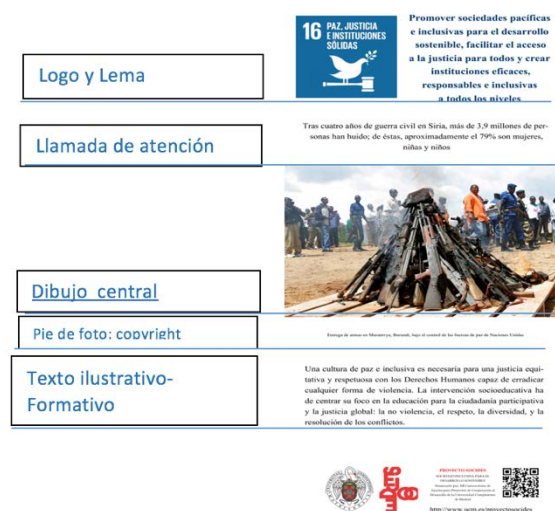 16 PAZ, JUSTICIA
E INSTITUCIONES
SÓLIDAS
Promover sociedades pacíficas
e inclusivas para el desarrollo
sostenible, facilitar el acceso
a la justicia para todos y crear
instituciones eficaces,
responsables e inclusivas
a todos los niveles
Logo y Lema
Tras cuatro años de guerra civil en Siria, más de 3,9 millones de per-
sonas han huido; de éstas, aproximadamente el 79% son mujeres,
niñas y niños
Llamada de atención
Dibujo central
Pie de foto: copyright
Entrega de armas en Muramvya, Burundi, bajo el control de las fuerzas de paz de Naciones Unidas
Texto ilustrativo-
Formativo
Una cultura de paz e inclusiva es necesaria para una justicia equi-
tativa y respetuosa con los Derechos Humanos capaz de erradicar
cualquier forma de violencia. La intervención socioeducativa ha
de centrar su foco en la educación para la ciudadanía participativa
y la justicia global: la no violencia, el respeto, la diversidad, y la
resolución de los conflictos.
PROYECTO SOCIDES
http://www.ucm.es/proyectosocides